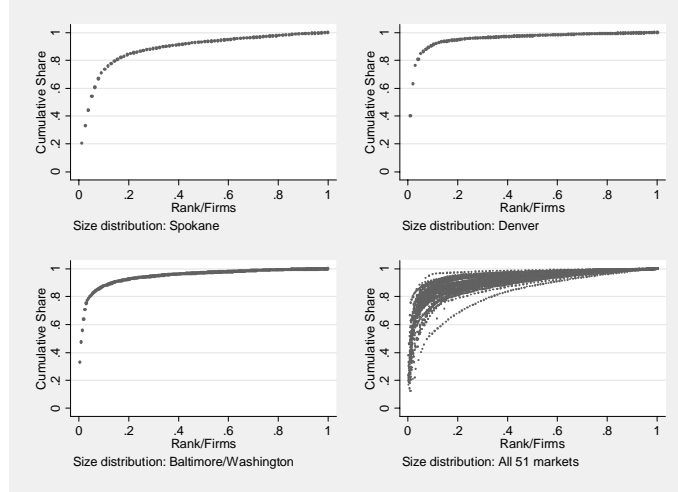 Cumulative Share
0 .2 .4 .6 .8 1
0 .2 .4 .6 .8 1
Rank/Firms
Size distribution: Spokane
Cumulative Share
0 .2 .4 .6 .8 1
0 .2 .4 .6 .8 1
Rank/Firms
Size distribution: Denver
Cumulative Share
0 .2 .4 .6 .8 1
0 .2 .4 .6 .8 1
Rank/Firms
Size distribution: Baltimore/Washington
Cumulative Share
0 .2 .4 .6 .8 1
0 .2 .4 .6 .8 1
Rank/Firms
Size distribution: All 51 markets